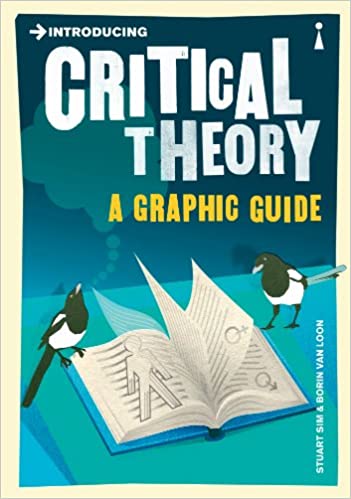 INTRODUCING
CRITICAL
THEORY
A GRAPHIC GUIDE
STUART SIM & BORIN VAN LOON